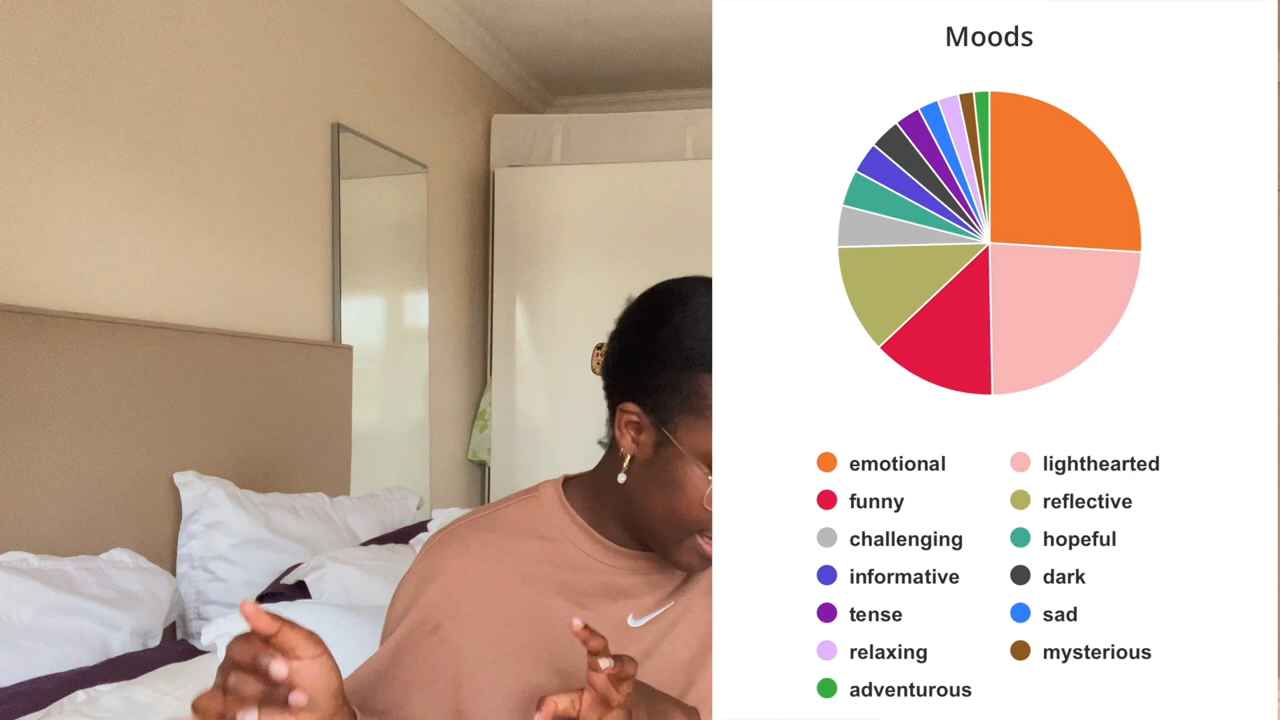 Moods
emotional
lighthearted
funny
reflective
challenging
hopeful
informative
dark
tense
sad
relaxing
mysterious
adventurous